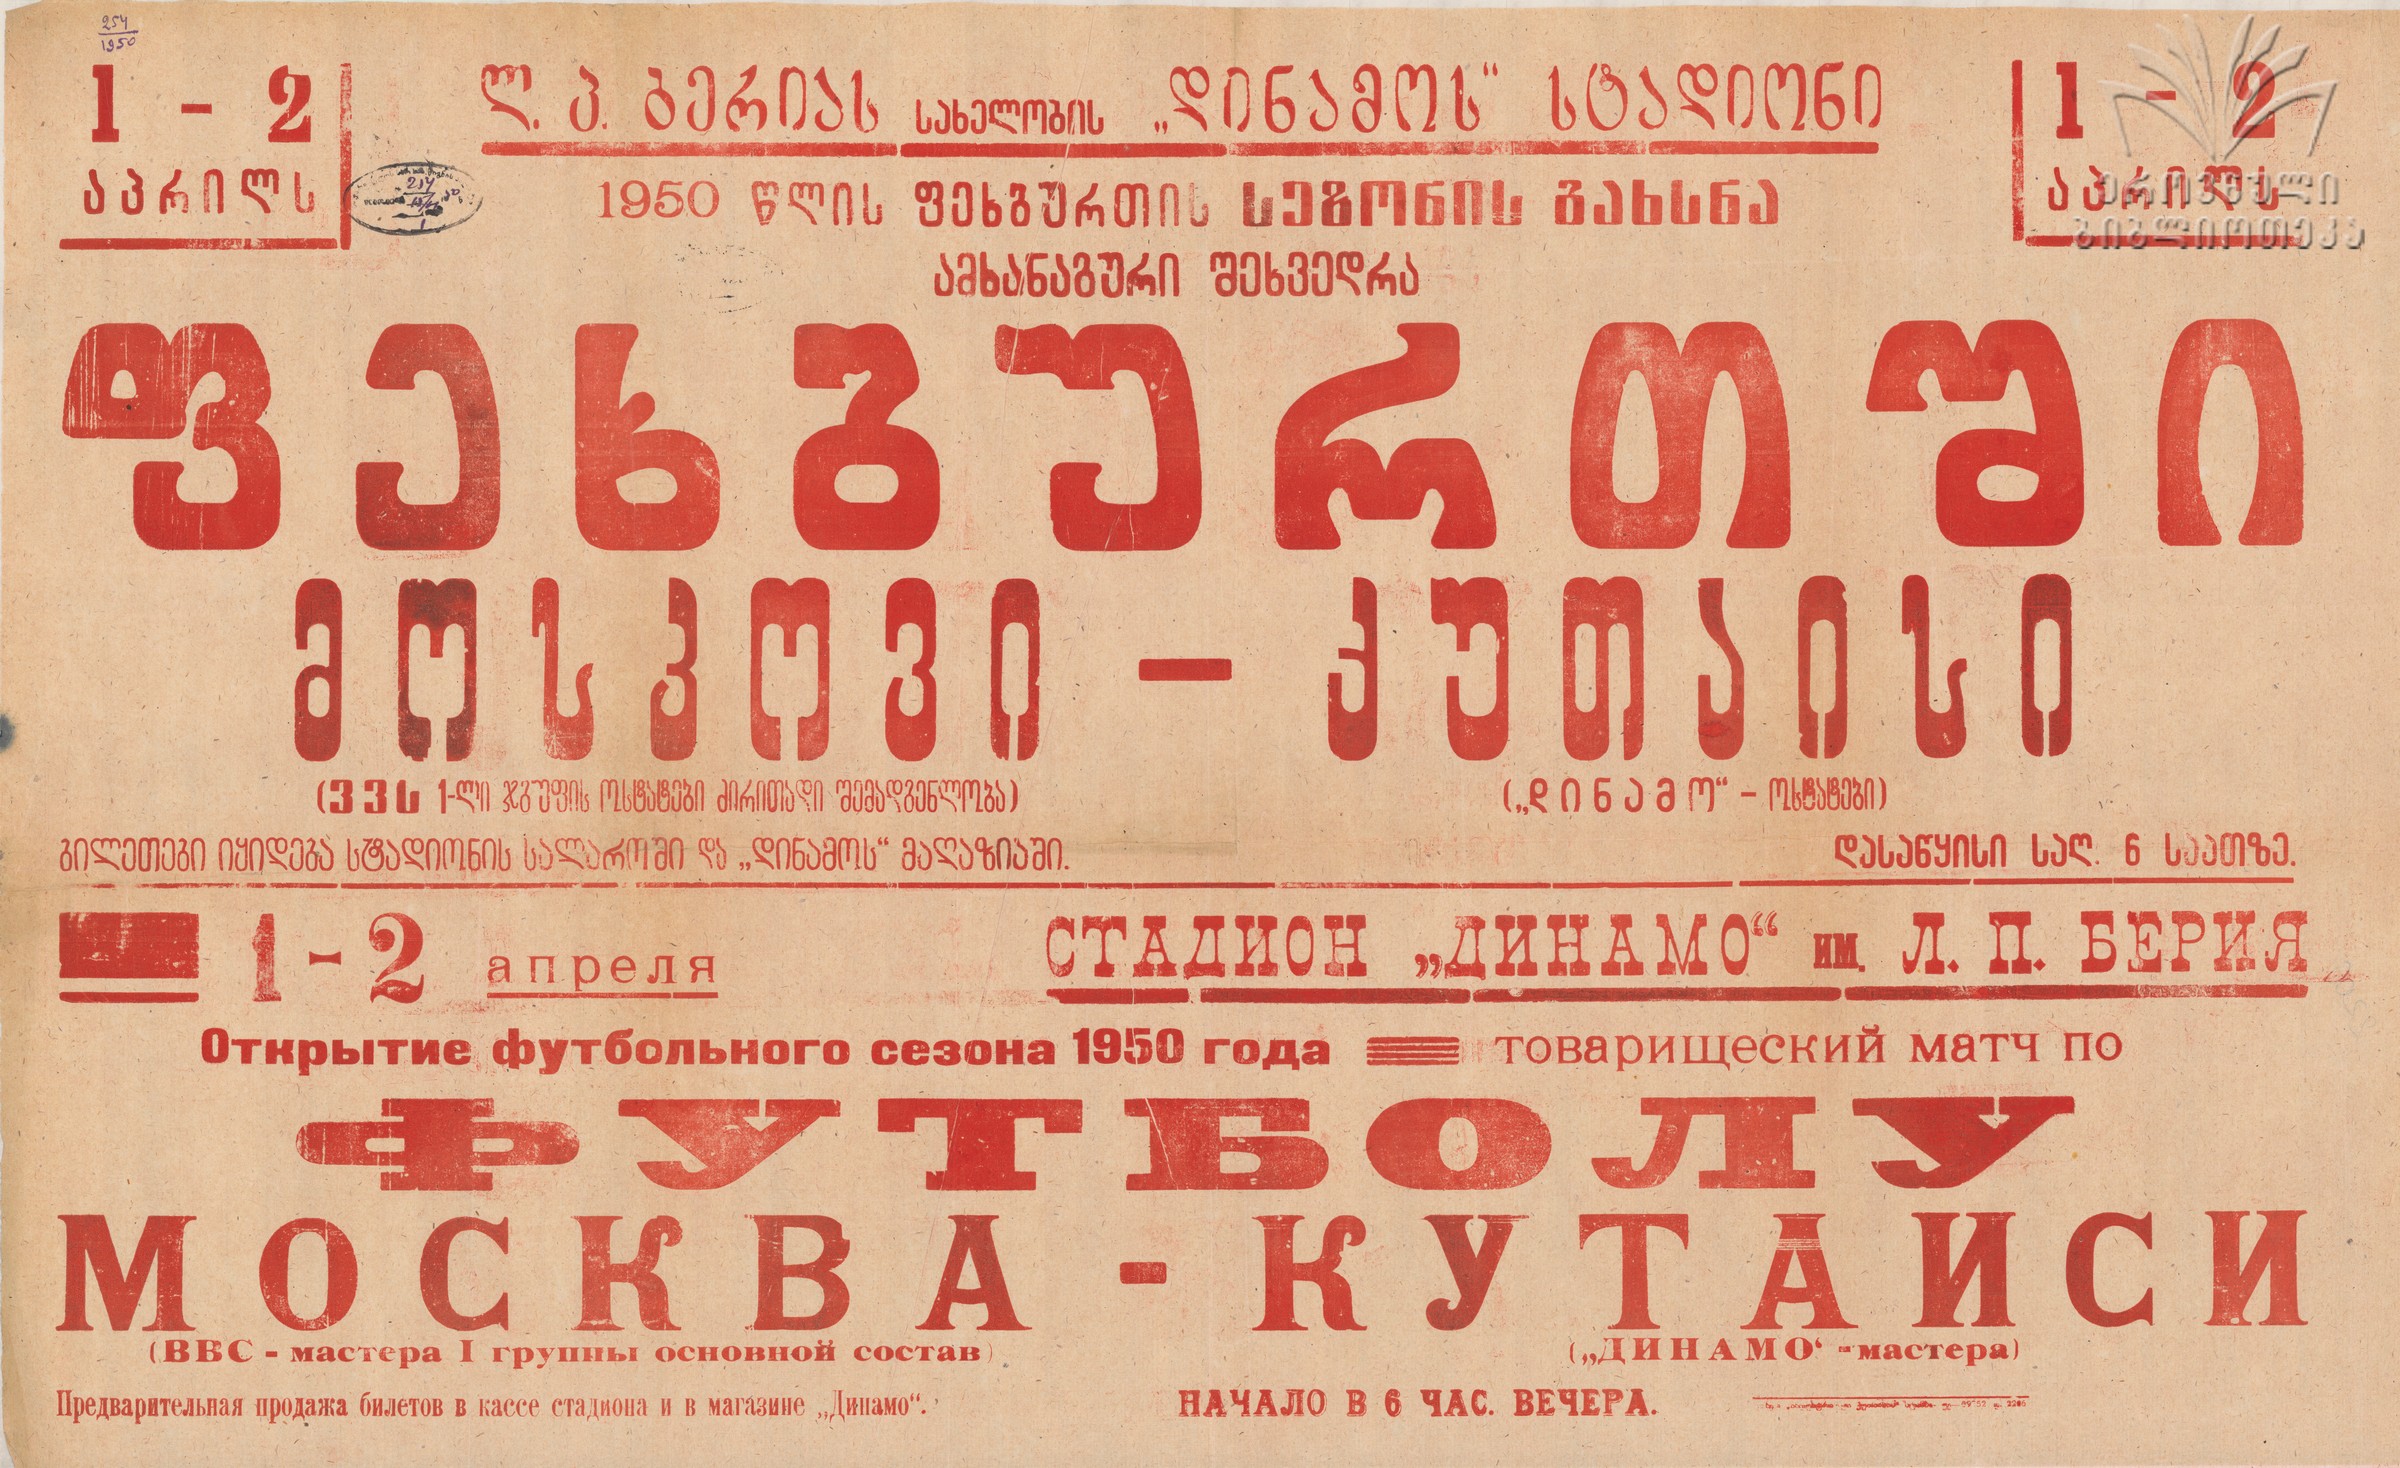 254
1950
1 - 2
აპრილს
ლ. პ. ბერიას სახელობის „დინამოს“ სტადიონი
1 - 2
აპრილს
ეროვნული
ბიბლიოთეკა
1950 წლის ფეხბურთის სეზონის გახსნა
ამხანაგური შეხვედრა
ფეხბურთში
მოსკოვი — ქუთაისი
(ვვს 1-ლი ჯგუფის ოსტატები ძირითადი შემადგენლობა)
(„დინამო“ – ოსტატები)
ბილეთები იყიდება სტადიონის სალაროში და „დინამოს“ მაღაზიაში.
დასაწყისი საღ. 6 საათზე.
1 - 2 апреля
СТАДИОН „ДИНАМО“ им. Л. П. БЕРИЯ
Открытие футбольного сезона 1950 года товарищеский матч по
ФУТБОЛУ
МОСКВА - КУТАИСИ
(ВВС - мастера I группы основной состав)
(„ДИНАМО‘ - мастера)
Предварительная продажа билетов в кассе стадиона и в магазине „Динамо“.
НАЧАЛО В 6 ЧАС. ВЕЧЕРА.